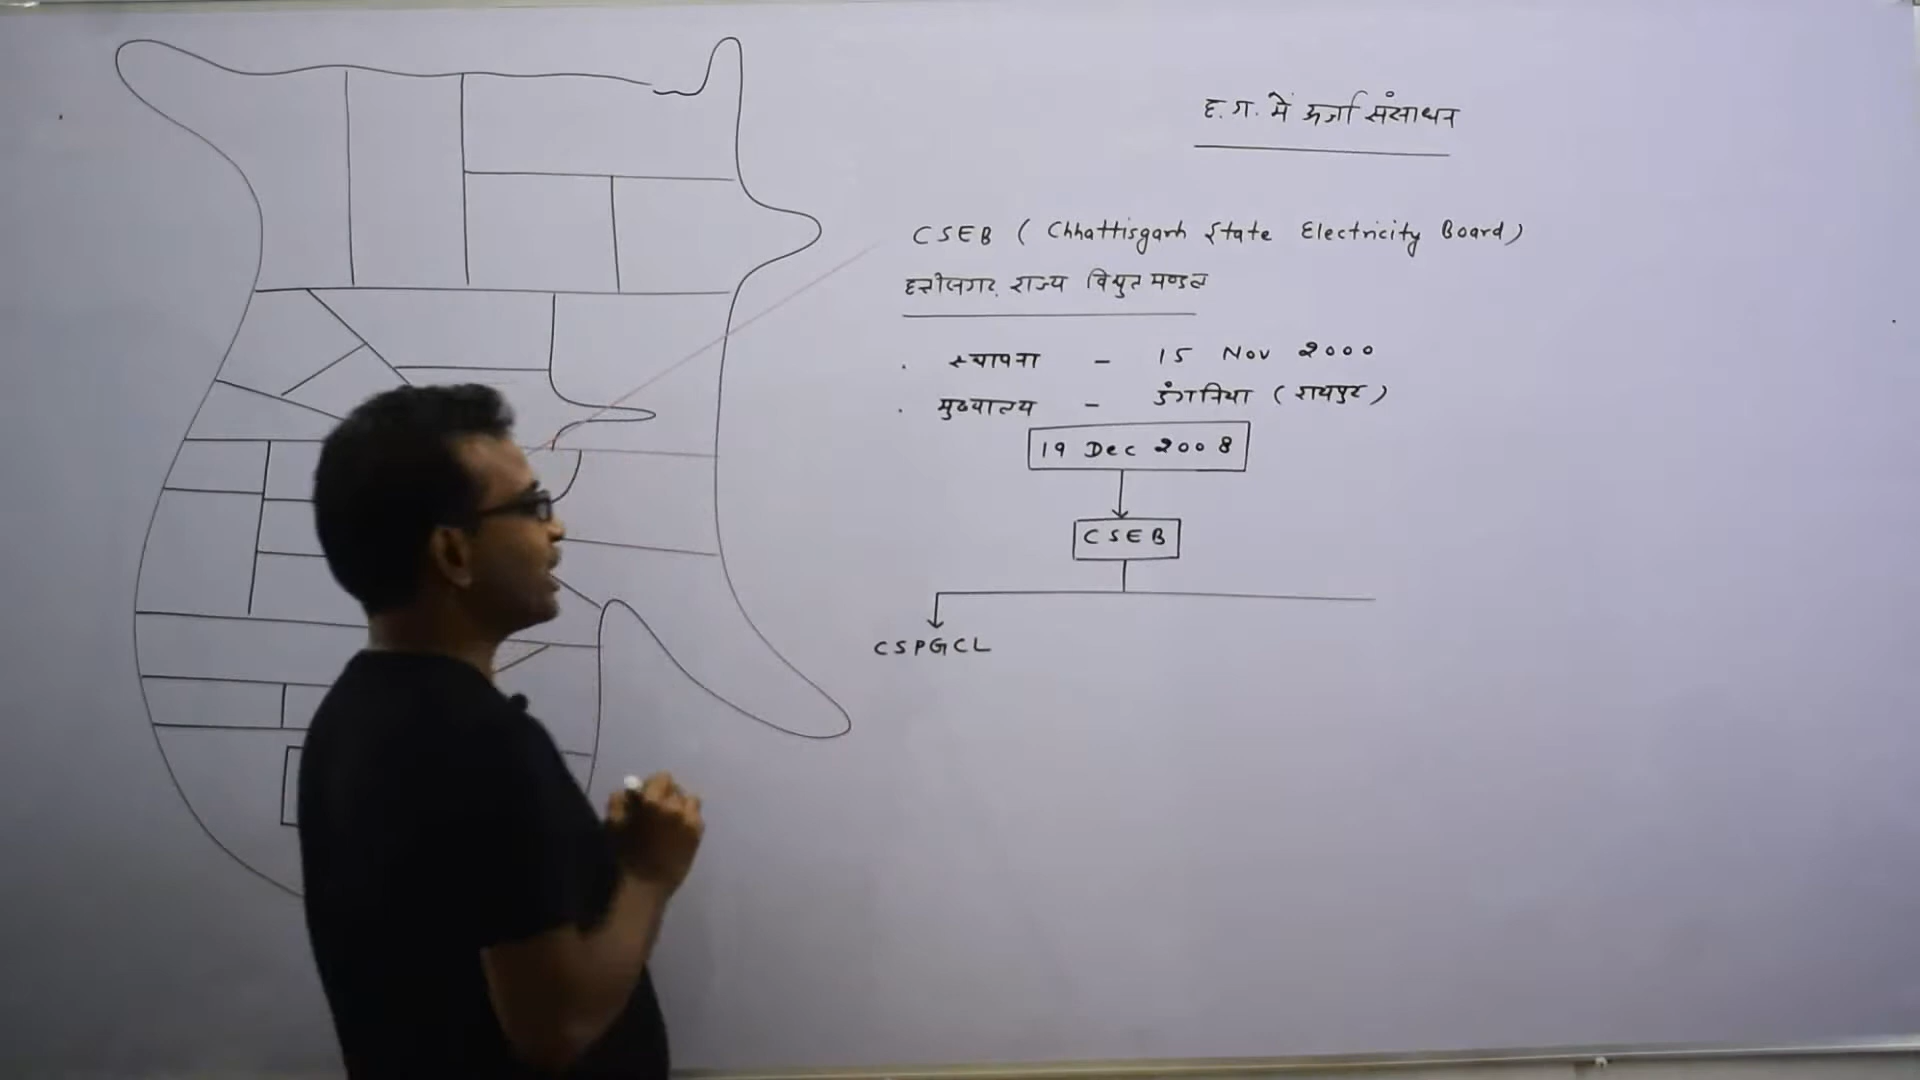 छ.ग. में ऊर्जा संसाधन
CSEB ( Chhattisgarh State Electricity Board )
छत्तीसगढ़ राज्य विद्युत मण्डल
. स्थापना - 15 Nov 2000
. मुख्यालय - डंगनिया ( रायपुर )
19 Dec 2008
CSEB
CSPGCL